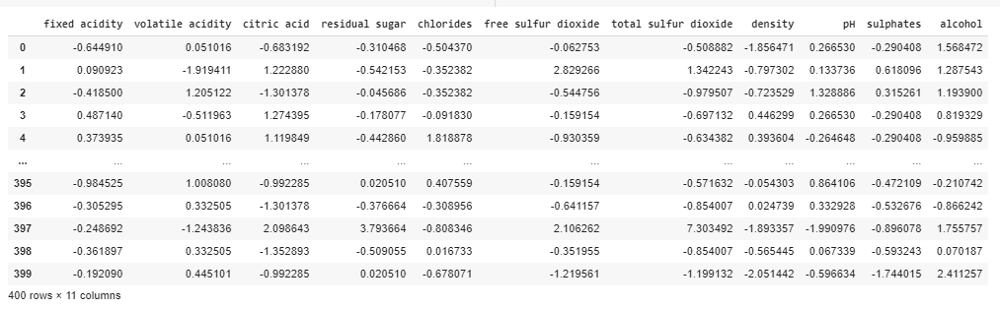 fixed acidity volatile acidity citric acid residual sugar chlorides free sulfur dioxide total sulfur dioxide density pH sulphates alcohol
0 -0.644910 0.051016 -0.683192 -0.310468 -0.504370 -0.062753 -0.508882 -1.856471 0.266530 -0.290408 1.568472
1 0.090923 -1.919411 1.222880 -0.542153 -0.352382 2.829266 1.342243 -0.797302 0.133736 0.618096 1.287543
2 -0.418500 1.205122 -1.301378 -0.045686 -0.352382 -0.544756 -0.979507 -0.723529 1.328886 0.315261 1.193900
3 0.487140 -0.511963 1.274395 -0.178077 -0.091830 -0.159154 -0.697132 0.446299 0.266530 -0.290408 0.819329
4 0.373935 0.051016 1.119849 -0.442860 1.818878 -0.930359 -0.634382 0.393604 -0.264648 -0.290408 -0.959885
... ... ... ... ... ... ... ... ... ... ... ...
395 -0.984525 1.008080 -0.992285 0.020510 0.407559 -0.159154 -0.571632 -0.054303 0.864106 -0.472109 -0.210742
396 -0.305295 0.332505 -1.301378 -0.376664 -0.308956 -0.641157 -0.854007 0.024739 0.332928 -0.532676 -0.866242
397 -0.248692 -1.243836 2.098643 3.793664 -0.808346 2.106262 7.303492 -1.893357 -1.990976 -0.896078 1.755757
398 -0.361897 0.332505 -1.352893 -0.509055 0.016733 -0.351955 -0.854007 -0.565445 0.067339 -0.593243 0.070187
399 -0.192090 0.445101 -0.992285 0.020510 -0.678071 -1.219561 -1.199132 -2.051442 -0.596634 -1.744015 2.411257
400 rows × 11 columns